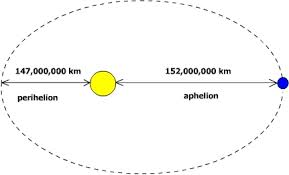 147,000,000 km
152,000,000 km
perihelion
aphelion